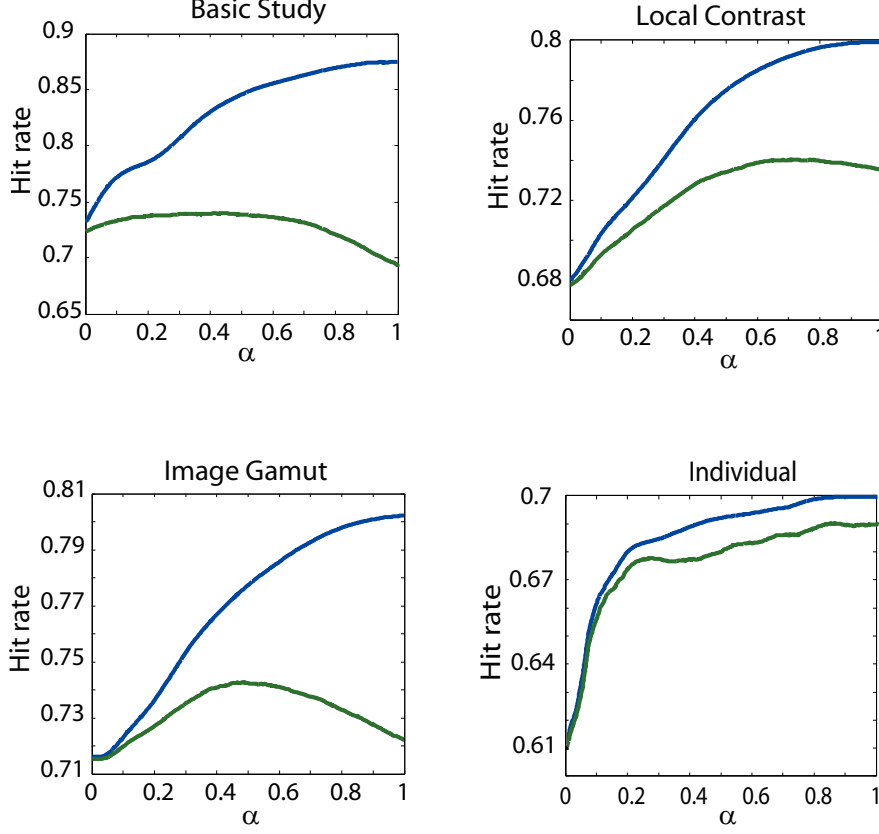 Basic Study
0.9
0.85
0.8
0.75
0.7
0.65
Hit rate
0 0.2 0.4 0.6 0.8 1
α
Local Contrast
0.8
0.76
0.72
0.68
Hit rate
0 0.2 0.4 0.6 0.8 1
α
Image Gamut
0.81
0.79
0.77
0.75
0.73
0.71
Hit rate
0 0.2 0.4 0.6 0.8 1
α
Individual
0.7
0.67
0.64
0.61
Hit rate
0 0.2 0.4 0.6 0.8 1
α